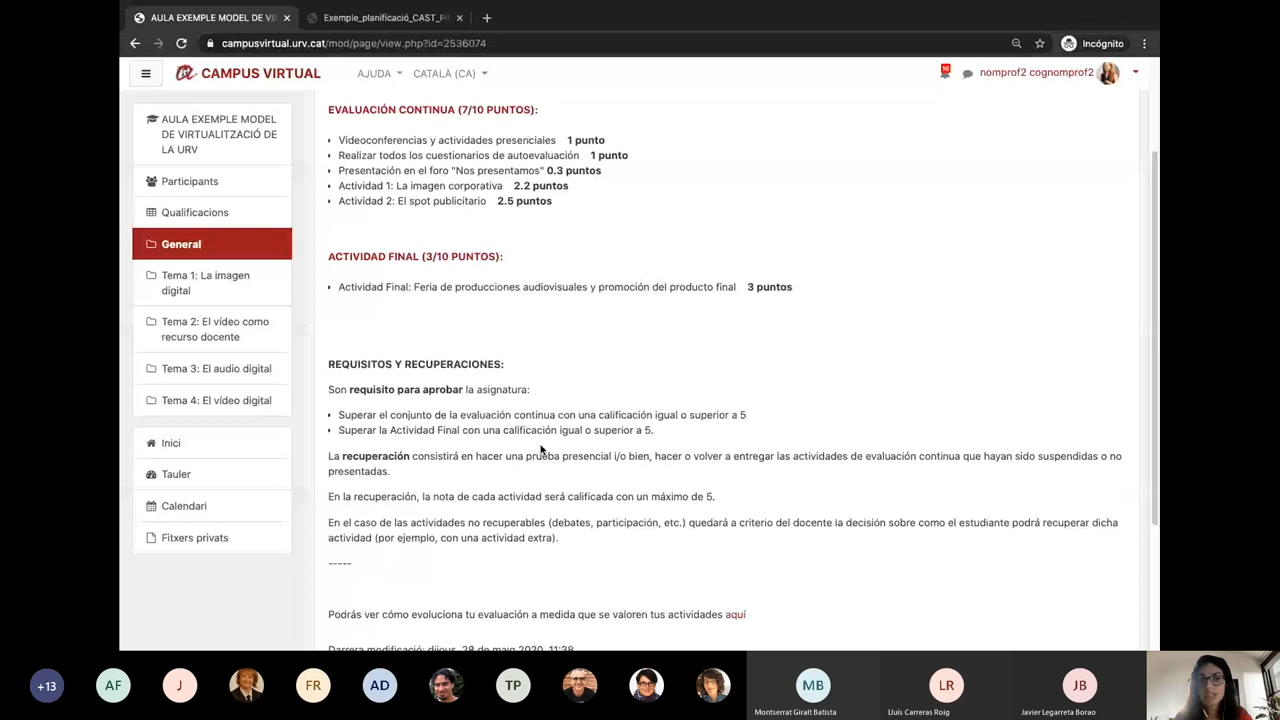 AULA EXEMPLE MODEL DE VI
Exemple_planificació_CAST_PI
campusvirtual.urv.cat/mod/page/view.php?id=2536074
Incógnito
CAMPUS VIRTUAL
AJUDA
CATALÀ (CA)
16
nomprof2 cognomprof2
AULA EXEMPLE MODEL
DE VIRTUALITZACIÓ DE
LA URV
Participants
Qualificacions
General
Tema 1: La imagen
digital
Tema 2: El vídeo como
recurso docente
Tema 3: El audio digital
Tema 4: El vídeo digital
Inici
Tauler
Calendari
Fitxers privats
EVALUACIÓN CONTINUA (7/10 PUNTOS):
Videoconferencias y actividades presenciales 1 punto
Realizar todos los cuestionarios de autoevaluación 1 punto
Presentación en el foro "Nos presentamos" 0.3 puntos
Actividad 1: La imagen corporativa 2.2 puntos
Actividad 2: El spot publicitario 2.5 puntos
ACTIVIDAD FINAL (3/10 PUNTOS):
Actividad Final: Feria de producciones audiovisuales y promoción del producto final 3 puntos
REQUISITOS Y RECUPERACIONES:
Son requisito para aprobar la asignatura:
Superar el conjunto de la evaluación continua con una calificación igual o superior a 5
Superar la Actividad Final con una calificación igual o superior a 5.
La recuperación consistirá en hacer una prueba presencial i/o bien, hacer o volver a entregar las actividades de evaluación continua que hayan sido suspendidas o no
presentadas.
En la recuperación, la nota de cada actividad será calificada con un máximo de 5.
En el caso de las actividades no recuperables (debates, participación, etc.) quedará a criterio del docente la decisión sobre como el estudiante podrá recuperar dicha
actividad (por ejemplo, con una actividad extra).
-----
Podrás ver cómo evoluciona tu evaluación a medida que se valoren tus actividades aquí
Darrera modificació: dijous, 28 de maig 2020, 11:38
+13
AF
J
FR
AD
TP
MB
LR
JB
Montserrat Giralt Batista
Lluís Carreras Roig
Javier Legarreta Borao